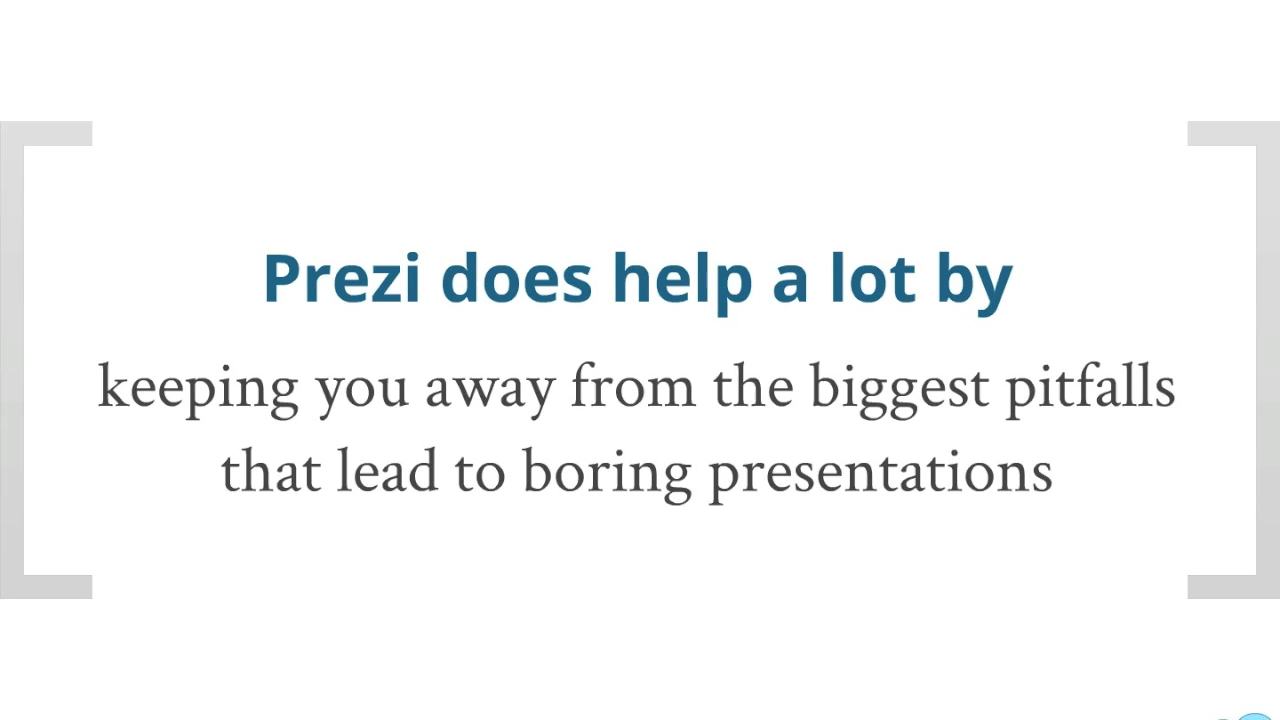 Prezi does help a lot by
keeping you away from the biggest pitfalls
that lead to boring presentations